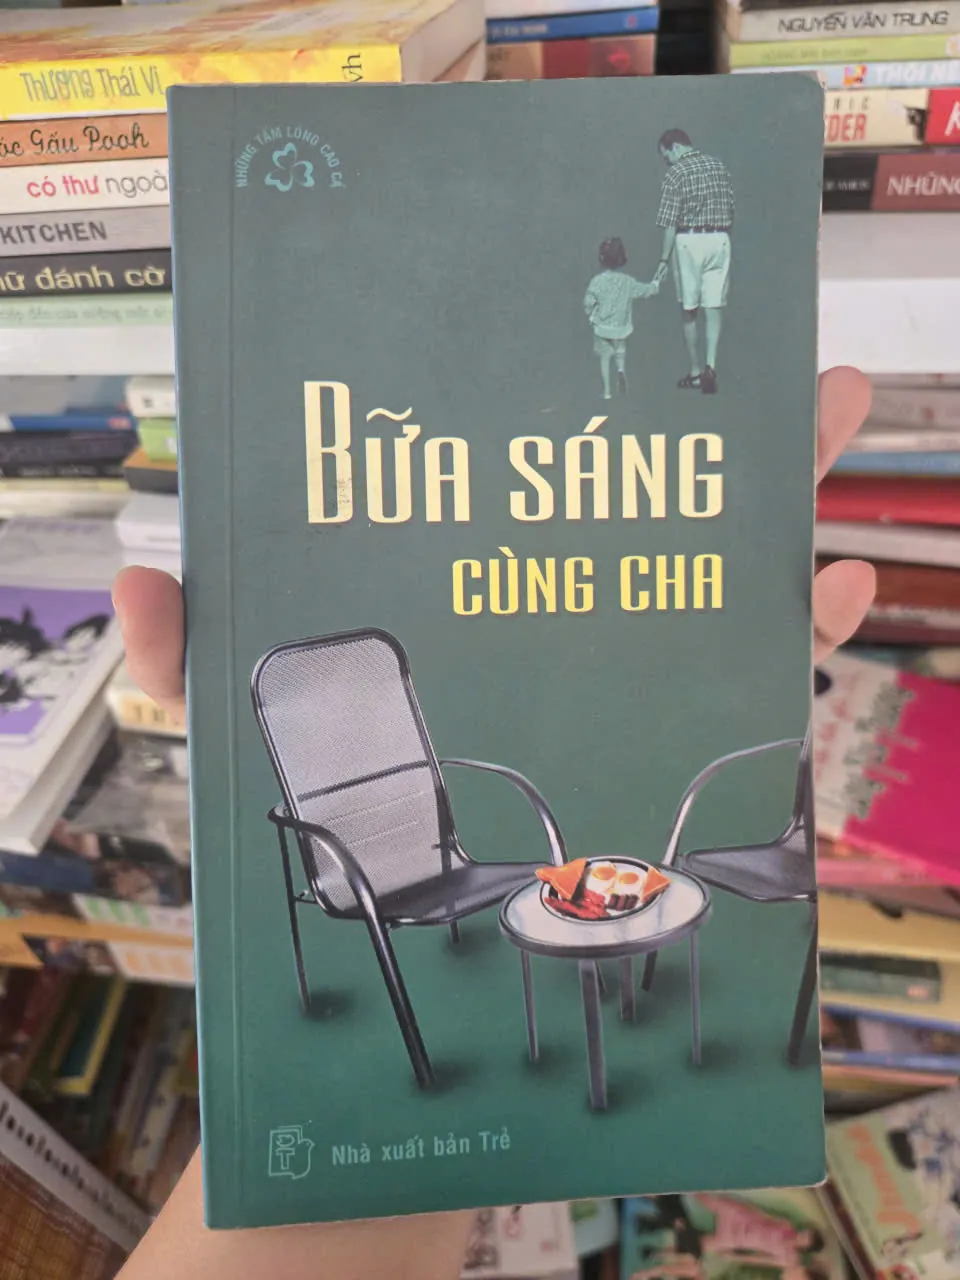 Thương Thái Vi
Gấu Pooh
có thư ngoà
KITCHEN
đánh cờ
NGUYỄN VĂN TRUNG
NHỮNG TẤM LÒNG CAO CẢ
BỮA SÁNG
CÙNG CHA
Nhà xuất bản Trẻ